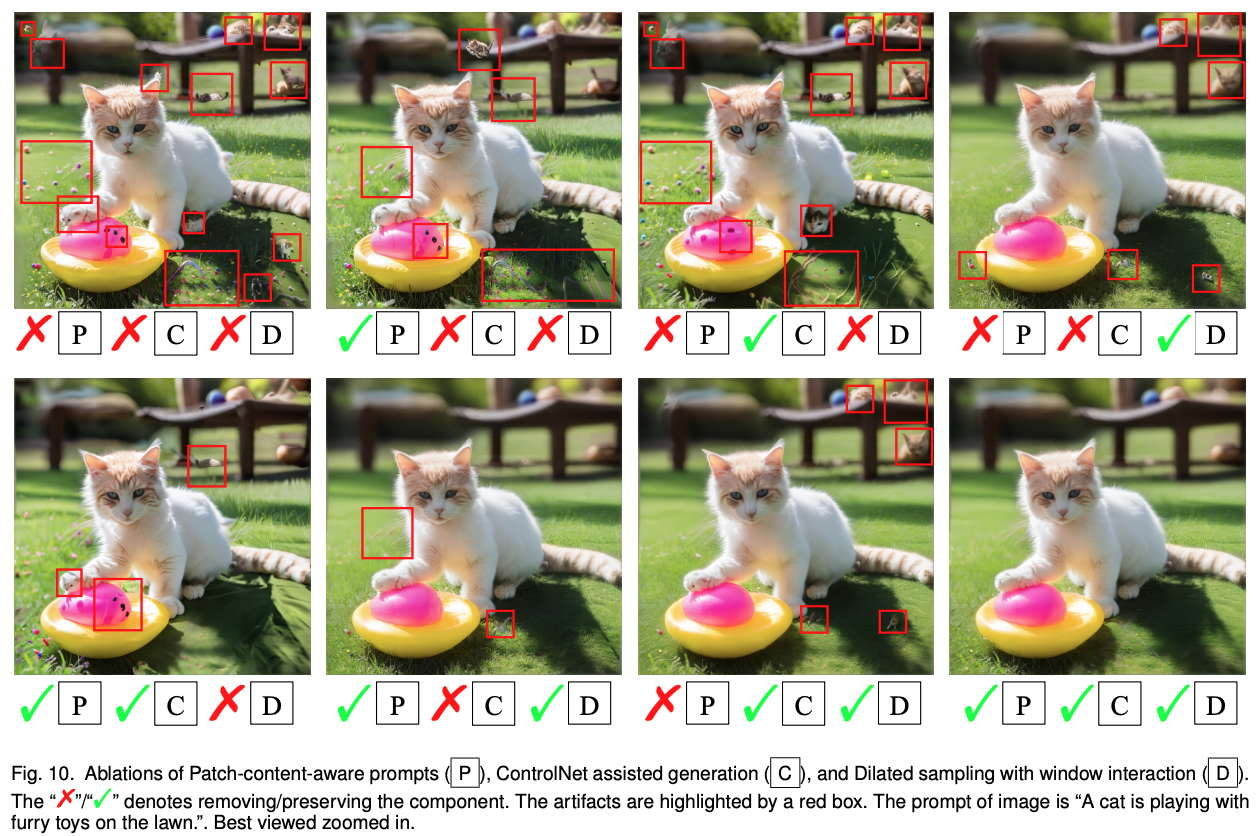 ✗ P ✗ C ✗ D ✓ P ✗ C ✗ D ✗ P ✓ C ✗ D ✗ P ✗ C ✓ D
✓ P ✓ C ✗ D ✓ P ✗ C ✓ D ✗ P ✓ C ✓ D ✓ P ✓ C ✓ D
Fig. 10. Ablations of Patch-content-aware prompts ( P ), ControlNet assisted generation ( C ), and Dilated sampling with window interaction ( D ).
The “✗”/“✓” denotes removing/preserving the component. The artifacts are highlighted by a red box. The prompt of image is “A cat is playing with
furry toys on the lawn.”. Best viewed zoomed in.